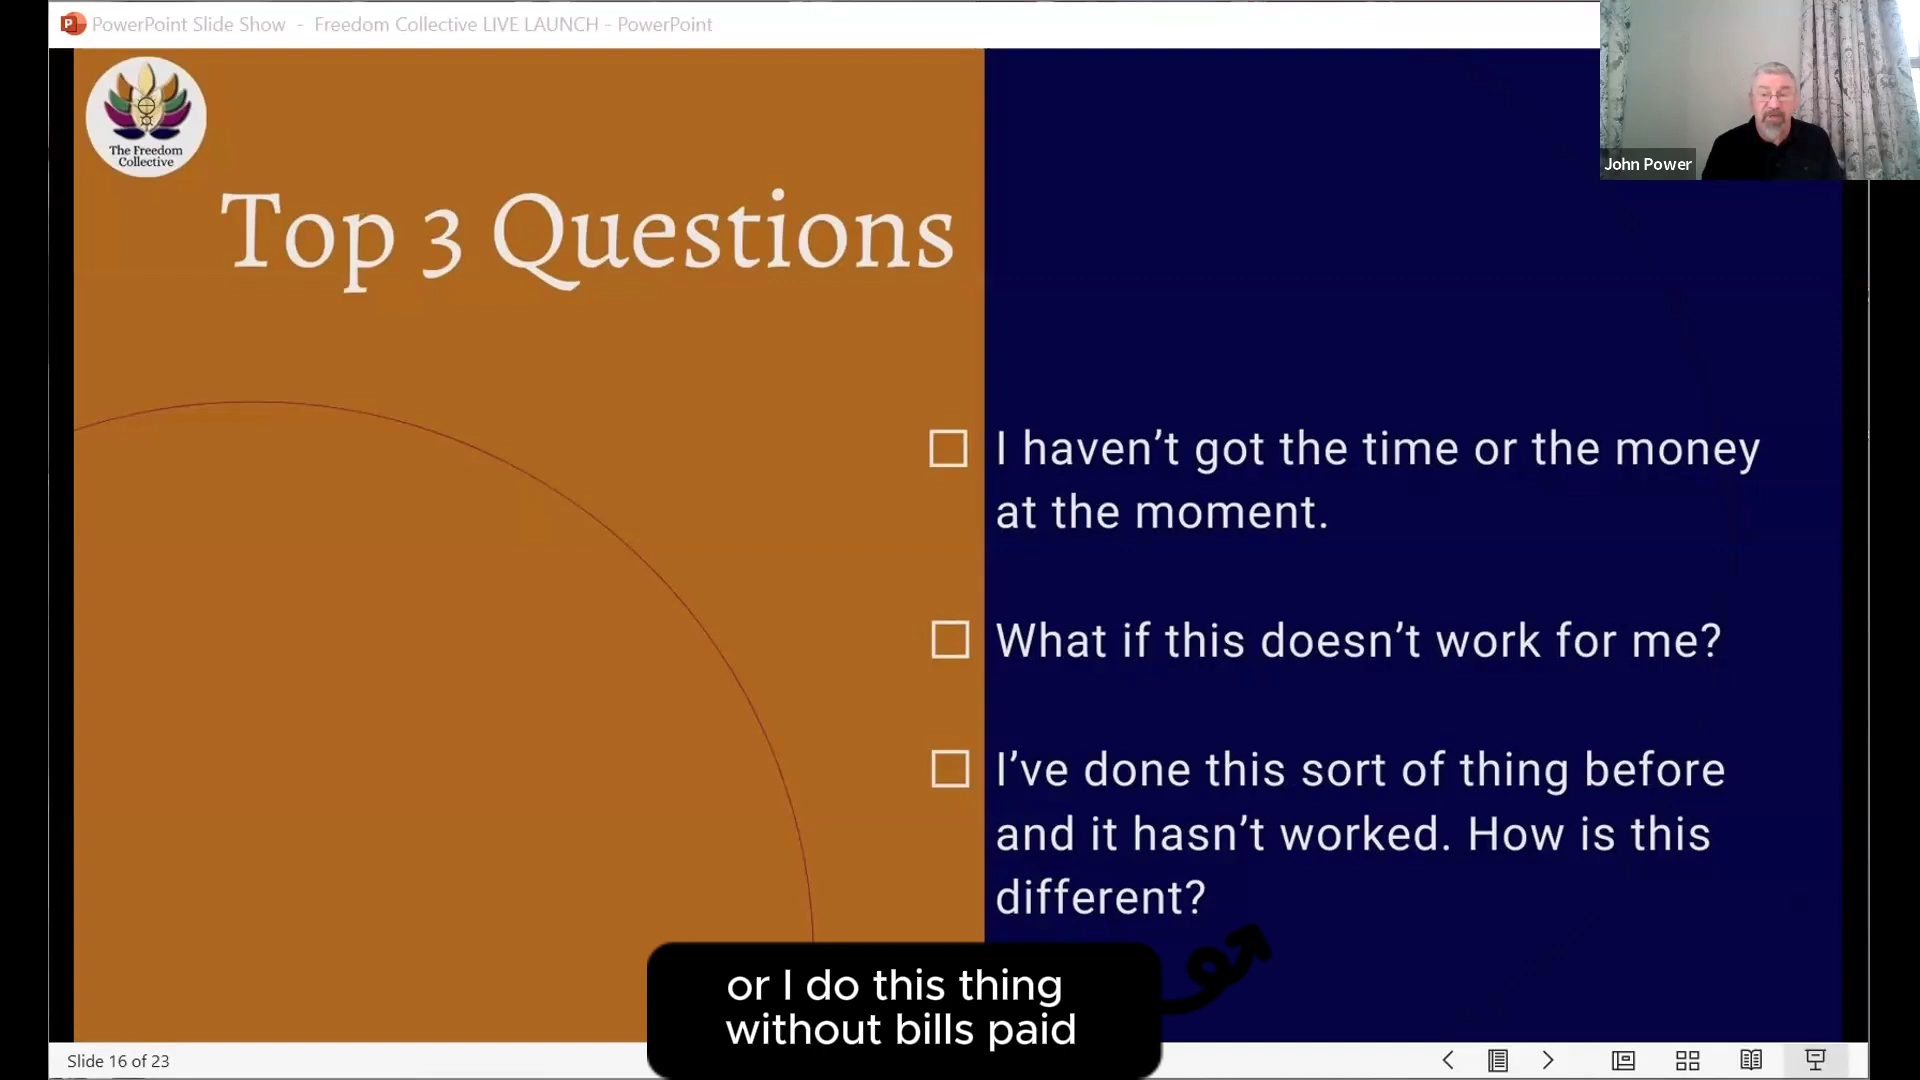 PowerPoint Slide Show - Freedom Collective LIVE LAUNCH - PowerPoint
The Freedom
Collective
John Power
Top 3 Questions
I haven’t got the time or the money
at the moment.
What if this doesn’t work for me?
I’ve done this sort of thing before
and it hasn’t worked. How is this
different?
or I do this thing
without bills paid
Slide 16 of 23